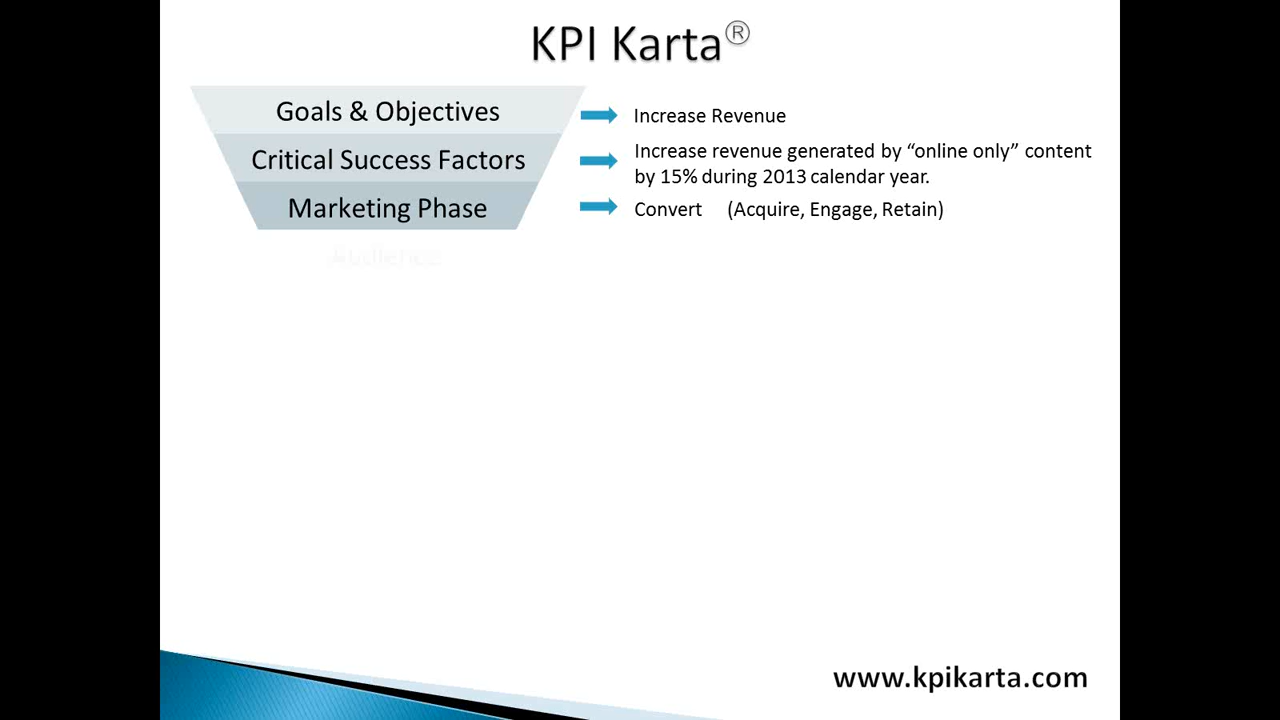 KPI Karta®
Goals & Objectives
Increase Revenue
Critical Success Factors
Increase revenue generated by “online only” content
by 15% during 2013 calendar year.
Marketing Phase
Convert (Acquire, Engage, Retain)
www.kpikarta.com